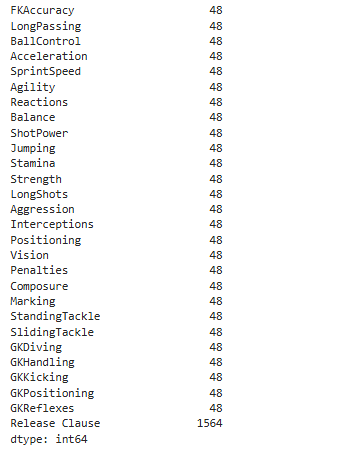 FKAccuracy 48
LongPassing 48
BallControl 48
Acceleration 48
SprintSpeed 48
Agility 48
Reactions 48
Balance 48
ShotPower 48
Jumping 48
Stamina 48
Strength 48
LongShots 48
Aggression 48
Interceptions 48
Positioning 48
Vision 48
Penalties 48
Composure 48
Marking 48
StandingTackle 48
SlidingTackle 48
GKDiving 48
GKHandling 48
GKKicking 48
GKPositioning 48
GKReflexes 48
Release Clause 1564
dtype: int64